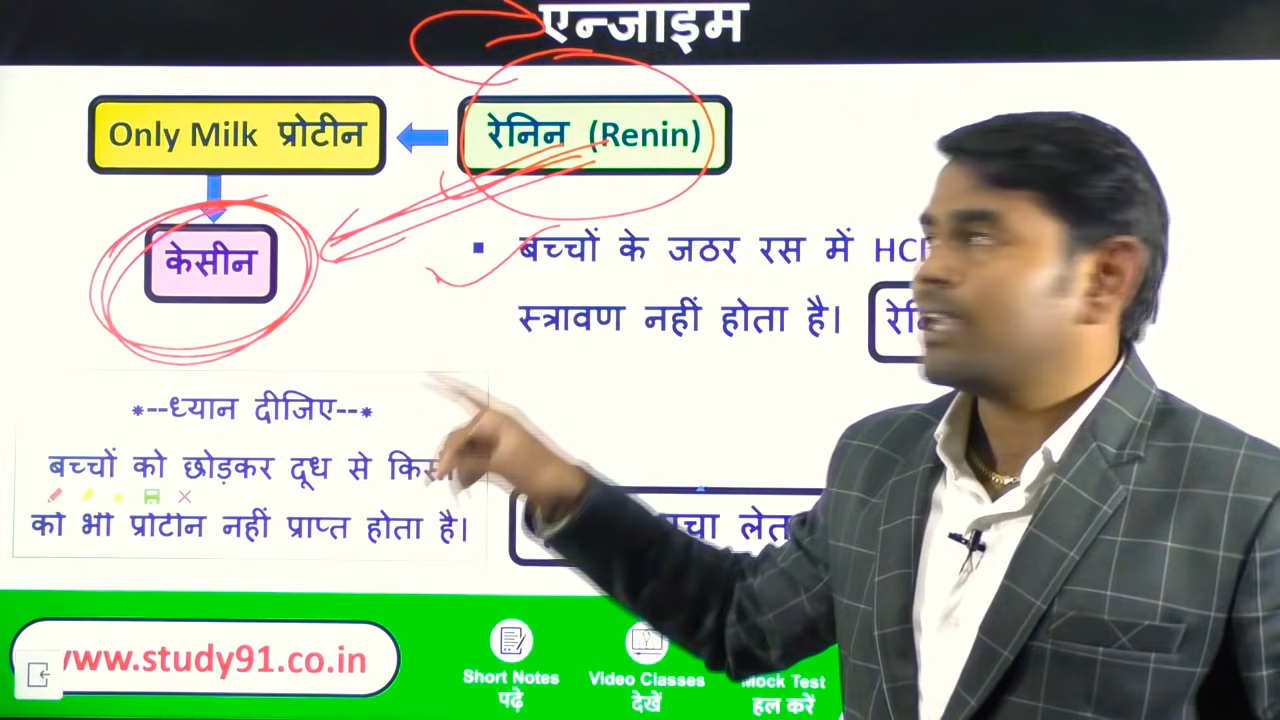 एन्जाइम
Only Milk प्रोटीन
रेनिन (Renin)
केसीन
▪ बच्चों के जठर रस में
स्त्रावण नहीं होता है।
*--ध्यान दीजिए--*
बच्चों को छोड़कर दूध से
को भी प्रोटीन नहीं प्राप्त होता है।
www.study91.co.in
Short Notes
पढ़े
Video Classes
देखें
Mock Test
हल करें